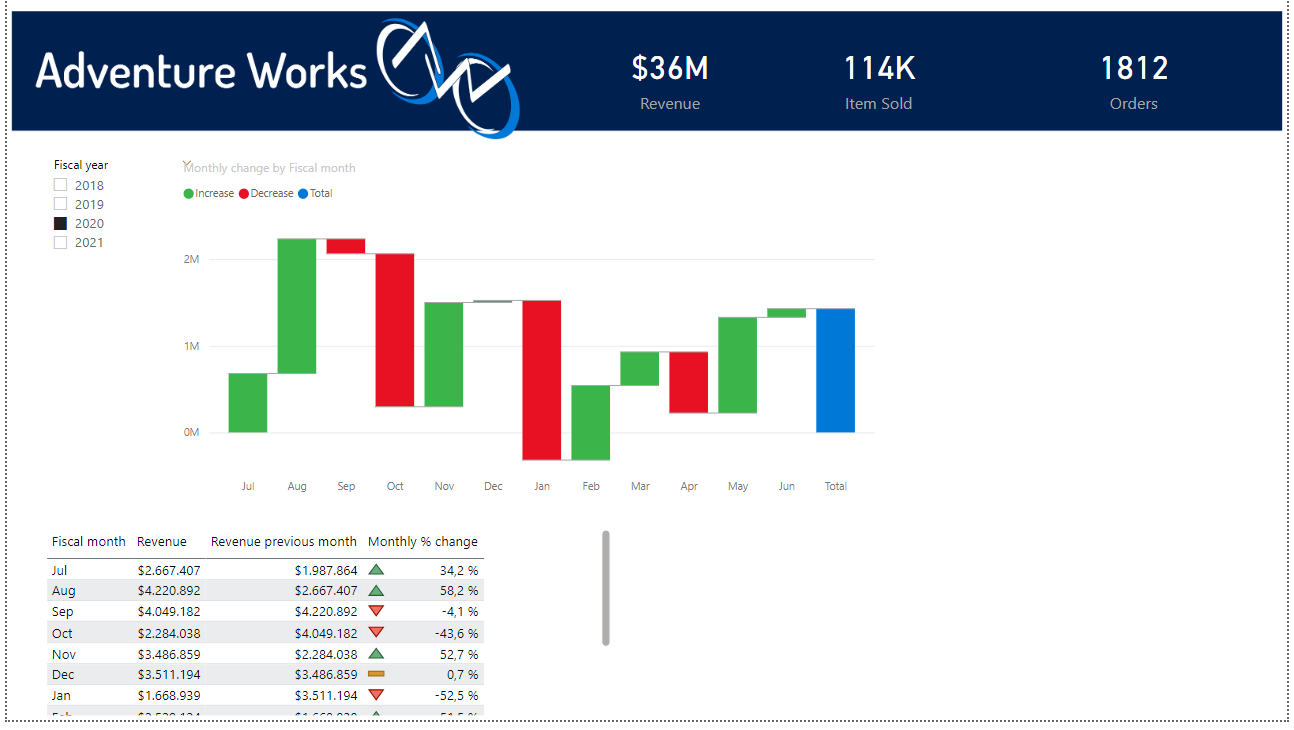 Adventure Works
$36M 114K 1812
Revenue Item Sold Orders
Fiscal year
2018
2019
2020
2021
Monthly change by Fiscal month
Increase Decrease Total
2M
1M
0M
Jul Aug Sep Oct Nov Dec Jan Feb Mar Apr May Jun Total
Fiscal month Revenue Revenue previous month Monthly % change
Jul $2.667.407 $1.987.864 34,2 %
Aug $4.220.892 $2.667.407 58,2 %
Sep $4.049.182 $4.220.892 -4,1 %
Oct $2.284.038 $4.049.182 -43,6 %
Nov $3.486.859 $2.284.038 52,7 %
Dec $3.511.194 $3.486.859 0,7 %
Jan $1.668.939 $3.511.194 -52,5 %